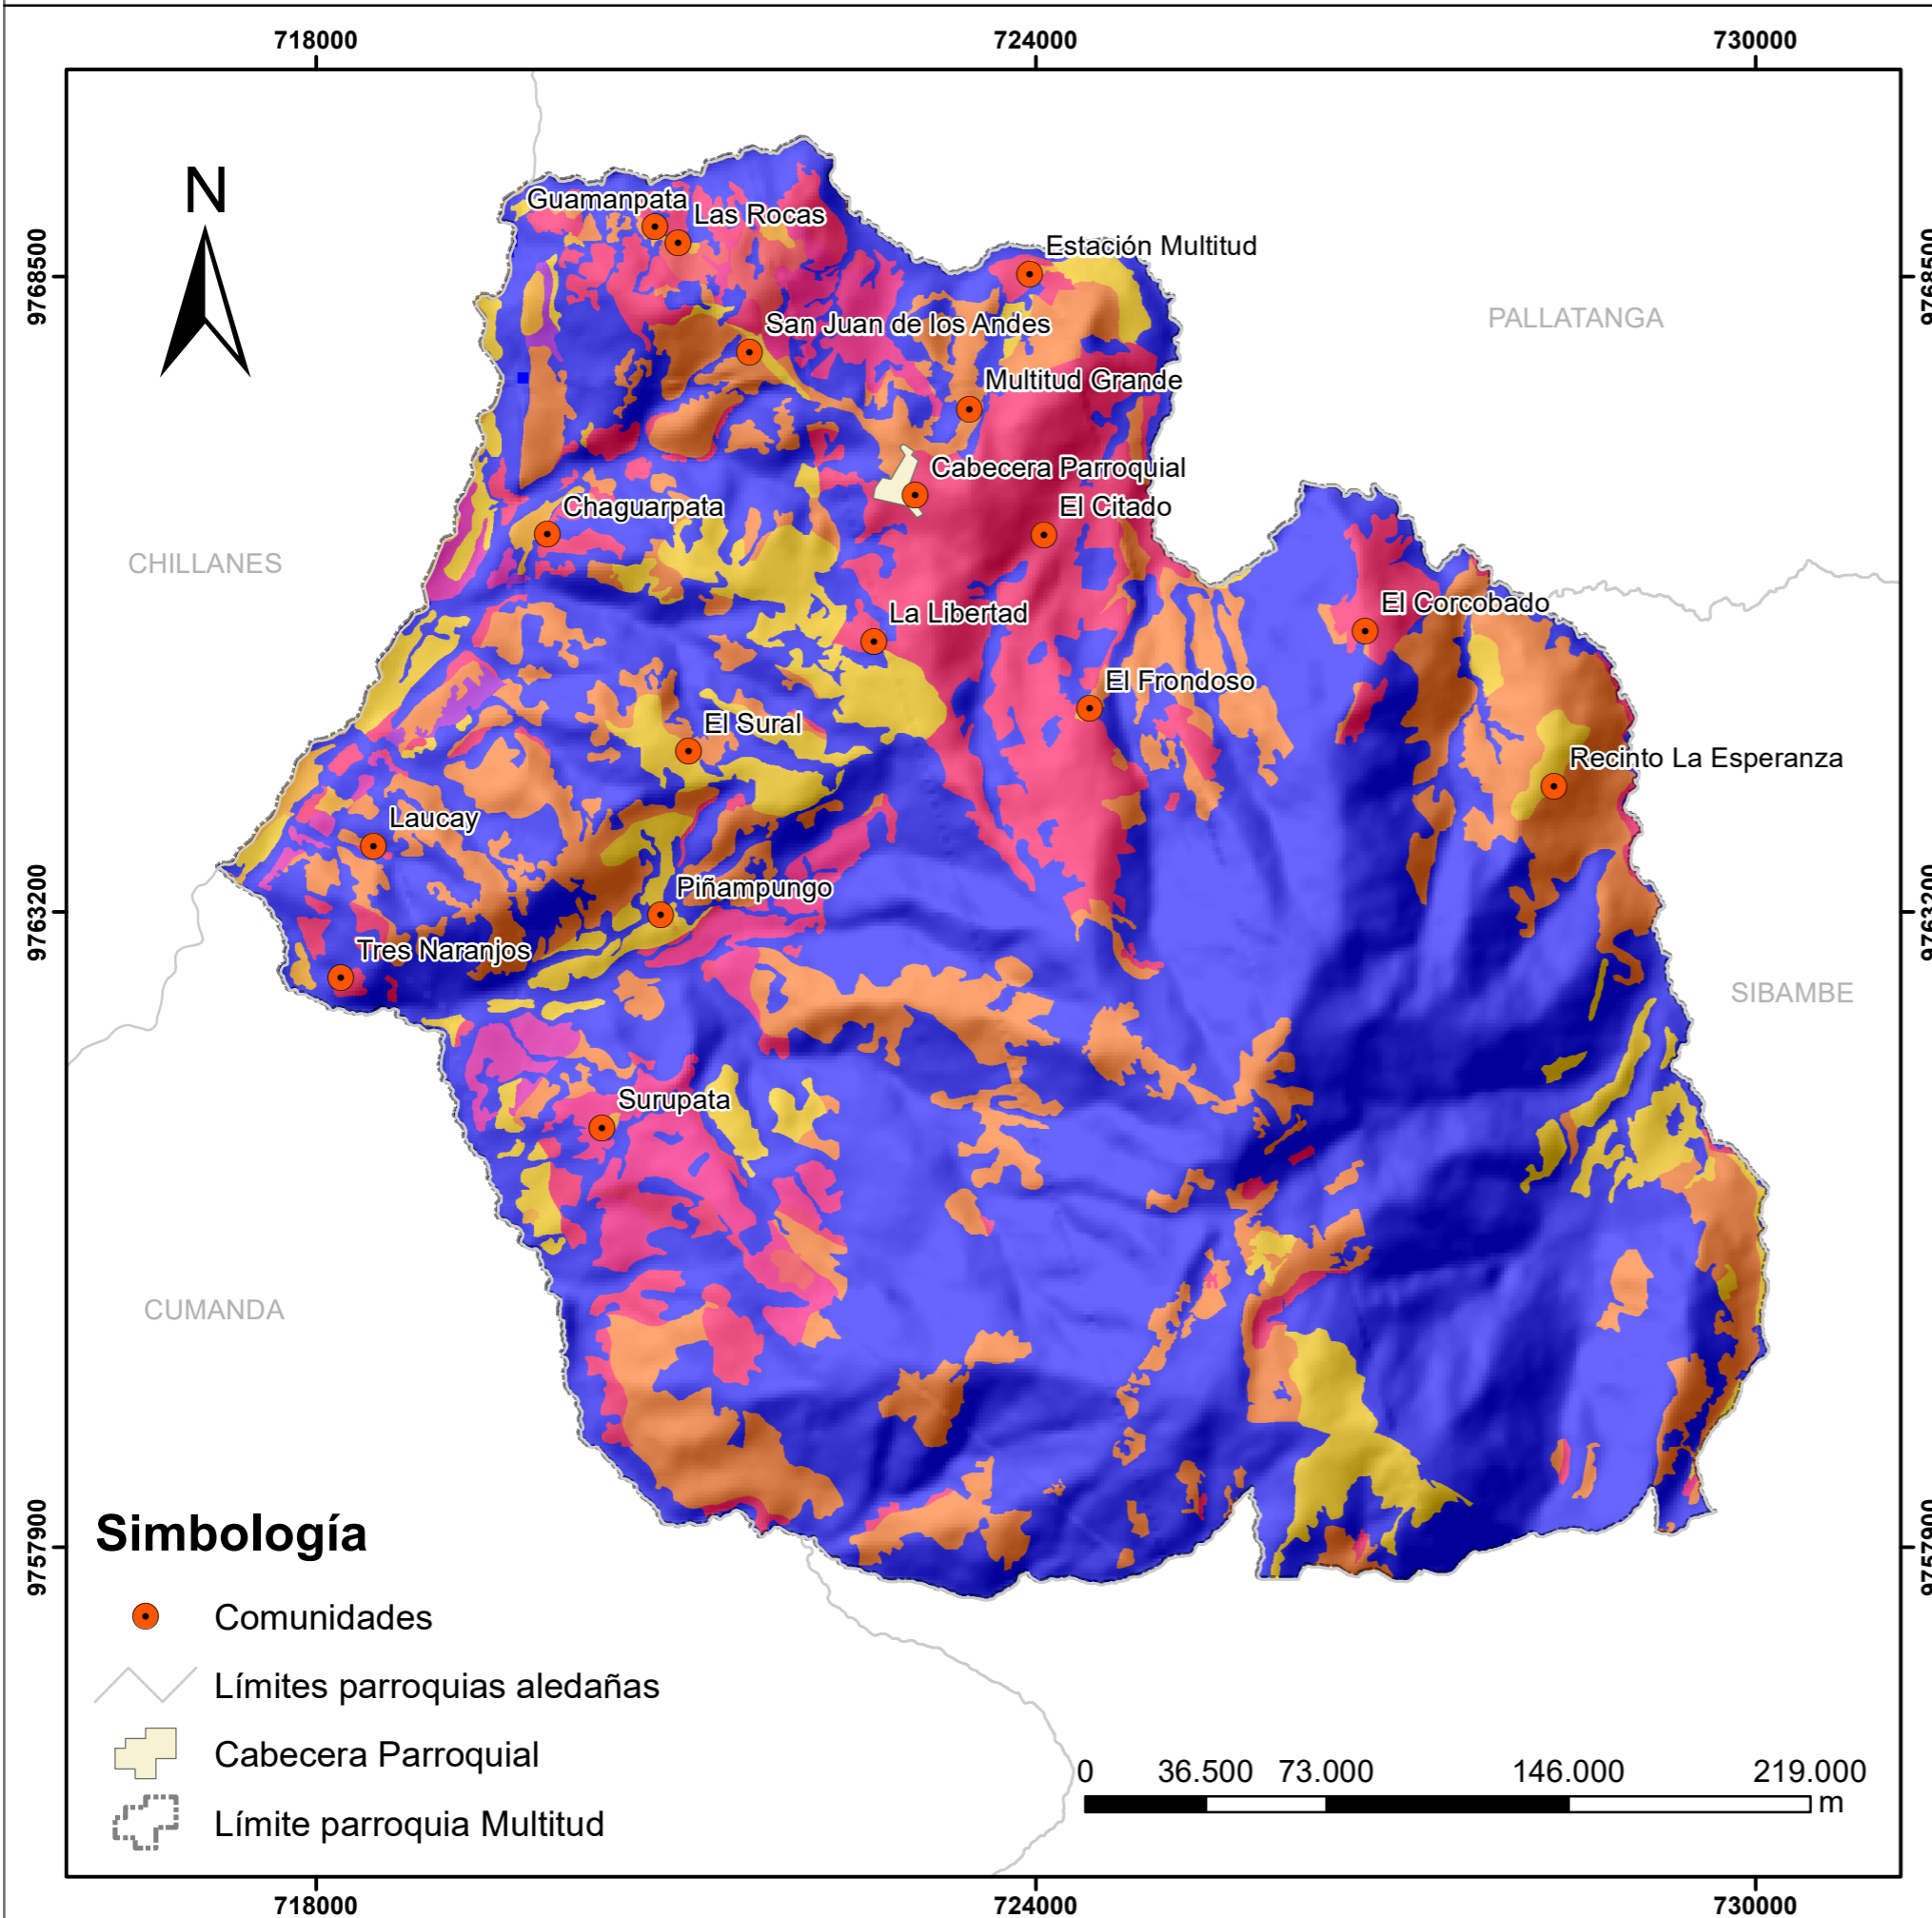 718000 724000 730000
N
Guamanpata
Las Rocas
Estación Multitud
9768500
9768500
PALLATANGA
San Juan de los Andes
Multitud Grande
Cabecera Parroquial
Chaguarpata
El Citado
CHILLANES
El Corcobado
La Libertad
El Frondoso
El Sural
Recinto La Esperanza
Laucay
Piñampungo
9763200
9763200
Tres Naranjos
SIBAMBE
Surupata
CUMANDA
9757900
9757900
Simbología
Comunidades
Límites parroquias aledañas
Cabecera Parroquial
Límite parroquia Multitud
0 36.500 73.000 146.000 219.000
m
718000 724000 730000